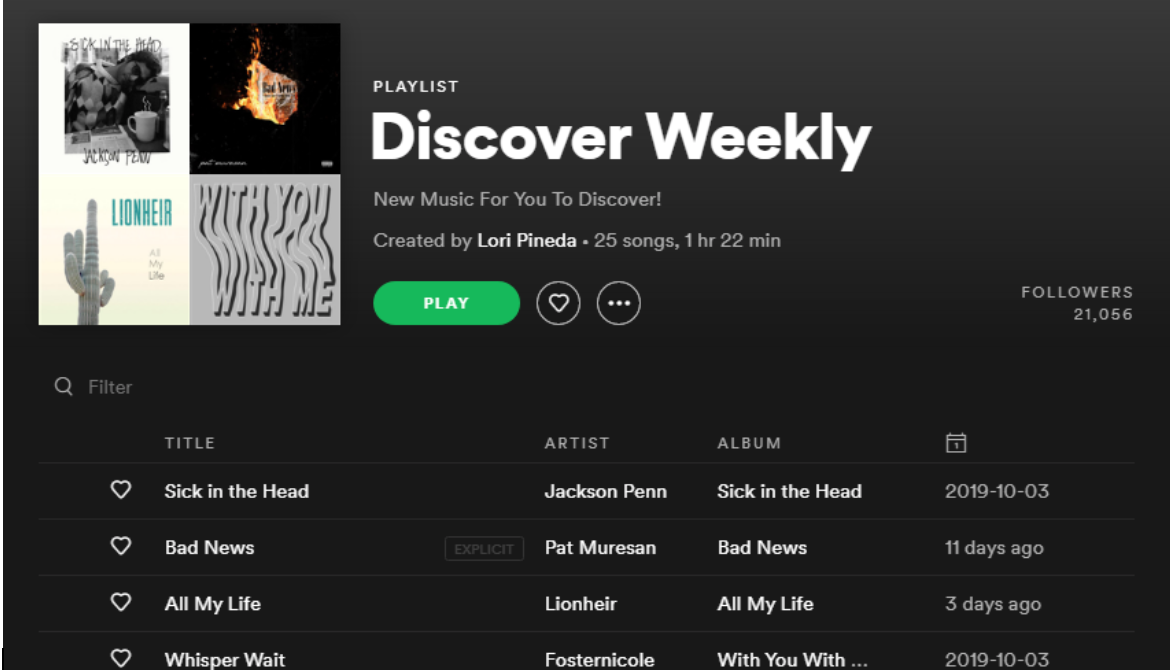 SICK IN THE HEAD
JACKSON PENN
Bad News
pat muresan
LIONHEIR
All
My
Life
WITH YOU
WITH ME
PLAYLIST
Discover Weekly
New Music For You To Discover!
Created by Lori Pineda • 25 songs, 1 hr 22 min
PLAY
FOLLOWERS
21,056
Filter
TITLE ARTIST ALBUM 1
Sick in the Head Jackson Penn Sick in the Head 2019-10-03
Bad News EXPLICIT Pat Muresan Bad News 11 days ago
All My Life Lionheir All My Life 3 days ago
Whisper Wait Fosternicole With You With ... 2019-10-03